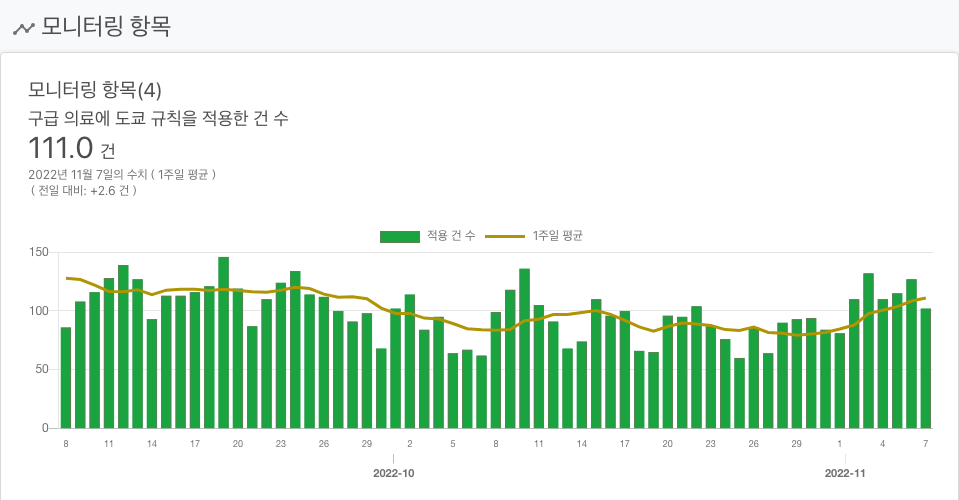 모니터링 항목
모니터링 항목(4)
구급 의료에 도쿄 규칙을 적용한 건 수
111.0 건
2022년 11월 7일의 수치 ( 1주일 평균 )
( 전일 대비: +2.6 건 )
적용 건 수 1주일 평균
150
100
50
0
8 11 14 17 20 23 26 29 2 5 8 11 14 17 20 23 26 29 1 4 7
2022-10 2022-11